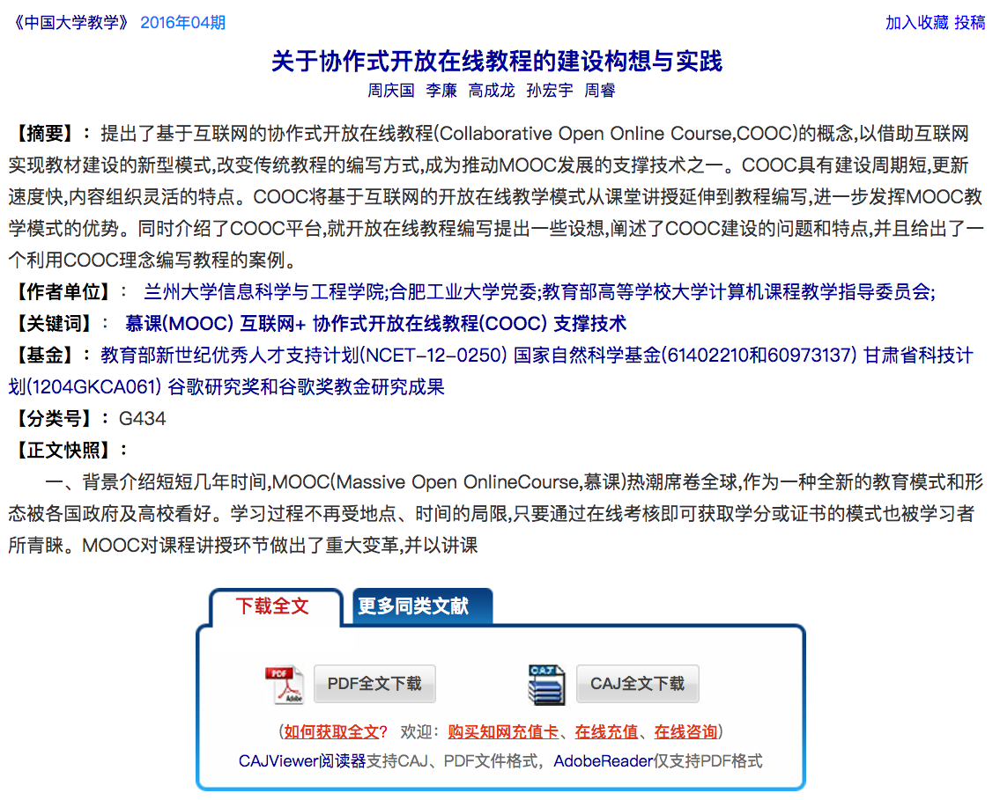 《中国大学教学》 2016年04期 加入收藏 投稿
关于协作式开放在线教程的建设构想与实践
周庆国 李廉 高成龙 孙宏宇 周睿
【摘要】: 提出了基于互联网的协作式开放在线教程(Collaborative Open Online Course,COOC)的概念,以借助互联网
实现教材建设的新型模式,改变传统教程的编写方式,成为推动MOOC发展的支撑技术之一。COOC具有建设周期短,更新
速度快,内容组织灵活的特点。COOC将基于互联网的开放在线教学模式从课堂讲授延伸到教程编写,进一步发挥MOOC教
学模式的优势。同时介绍了COOC平台,就开放在线教程编写提出一些设想,阐述了COOC建设的问题和特点,并且给出了一
个利用COOC理念编写教程的案例。
【作者单位】: 兰州大学信息科学与工程学院;合肥工业大学党委;教育部高等学校大学计算机课程教学指导委员会;
【关键词】: 慕课(MOOC) 互联网+ 协作式开放在线教程(COOC) 支撑技术
【基金】: 教育部新世纪优秀人才支持计划(NCET-12-0250) 国家自然科学基金(61402210和60973137) 甘肃省科技计
划(1204GKCA061) 谷歌研究奖和谷歌奖教金研究成果
【分类号】: G434
【正文快照】:
一、背景介绍短短几年时间,MOOC(Massive Open OnlineCourse,慕课)热潮席卷全球,作为一种全新的教育模式和形
态被各国政府及高校看好。学习过程不再受地点、时间的局限,只要通过在线考核即可获取学分或证书的模式也被学习者
所青睐。MOOC对课程讲授环节做出了重大变革,并以讲课
下载全文 更多同类文献
PDF Adobe PDF全文下载 CAJ CAJ全文下载
(如何获取全文? 欢迎: 购买知网充值卡、在线充值、在线咨询)
CAJViewer阅读器支持CAJ、PDF文件格式, AdobeReader仅支持PDF格式